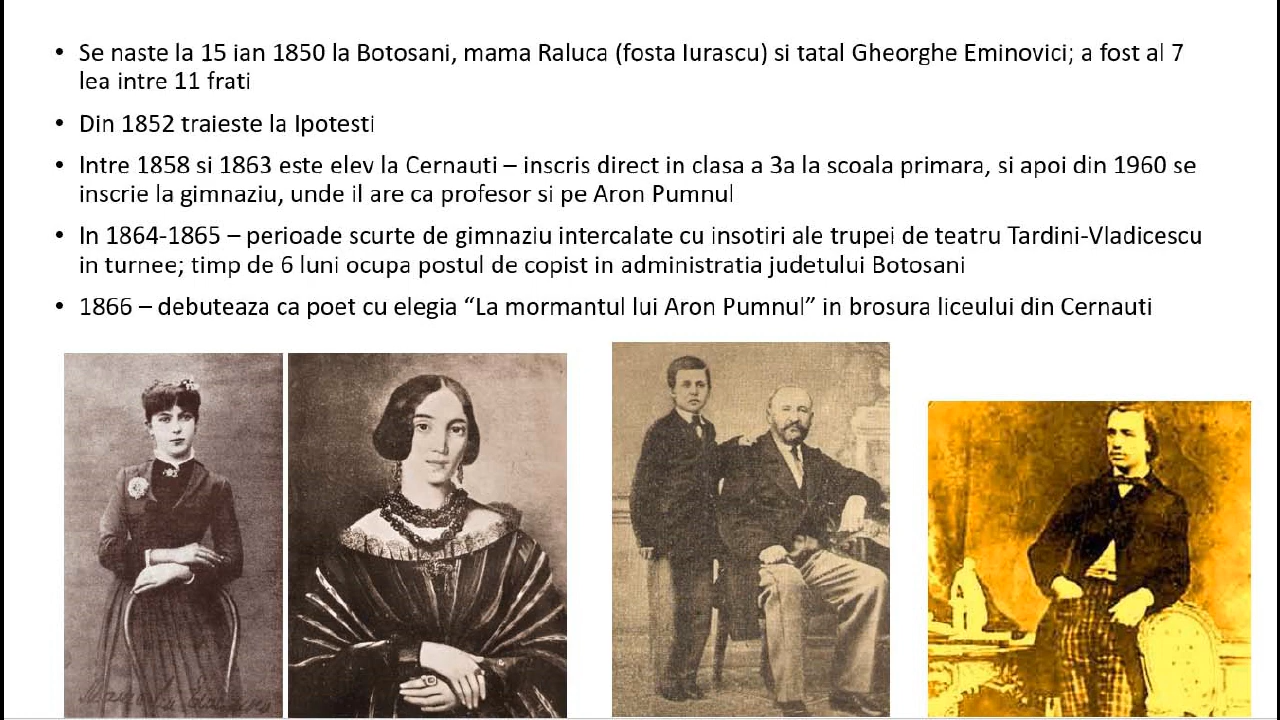 • Se naste la 15 ian 1850 la Botosani, mama Raluca (fosta Iurascu) si tatal Gheorghe Eminovici; a fost al 7
lea intre 11 frati
• Din 1852 traieste la Ipotesti
• Intre 1858 si 1863 este elev la Cernauti – inscris direct in clasa a 3a la scoala primara, si apoi din 1960 se
inscrie la gimnaziu, unde il are ca profesor si pe Aron Pumnul
• In 1864-1865 – perioade scurte de gimnaziu intercalate cu insotiri ale trupei de teatru Tardini-Vladicescu
in turnee; timp de 6 luni ocupa postul de copist in administratia judetului Botosani
• 1866 – debuteaza ca poet cu elegia “La mormantul lui Aron Pumnul” in brosura liceului din Cernauti